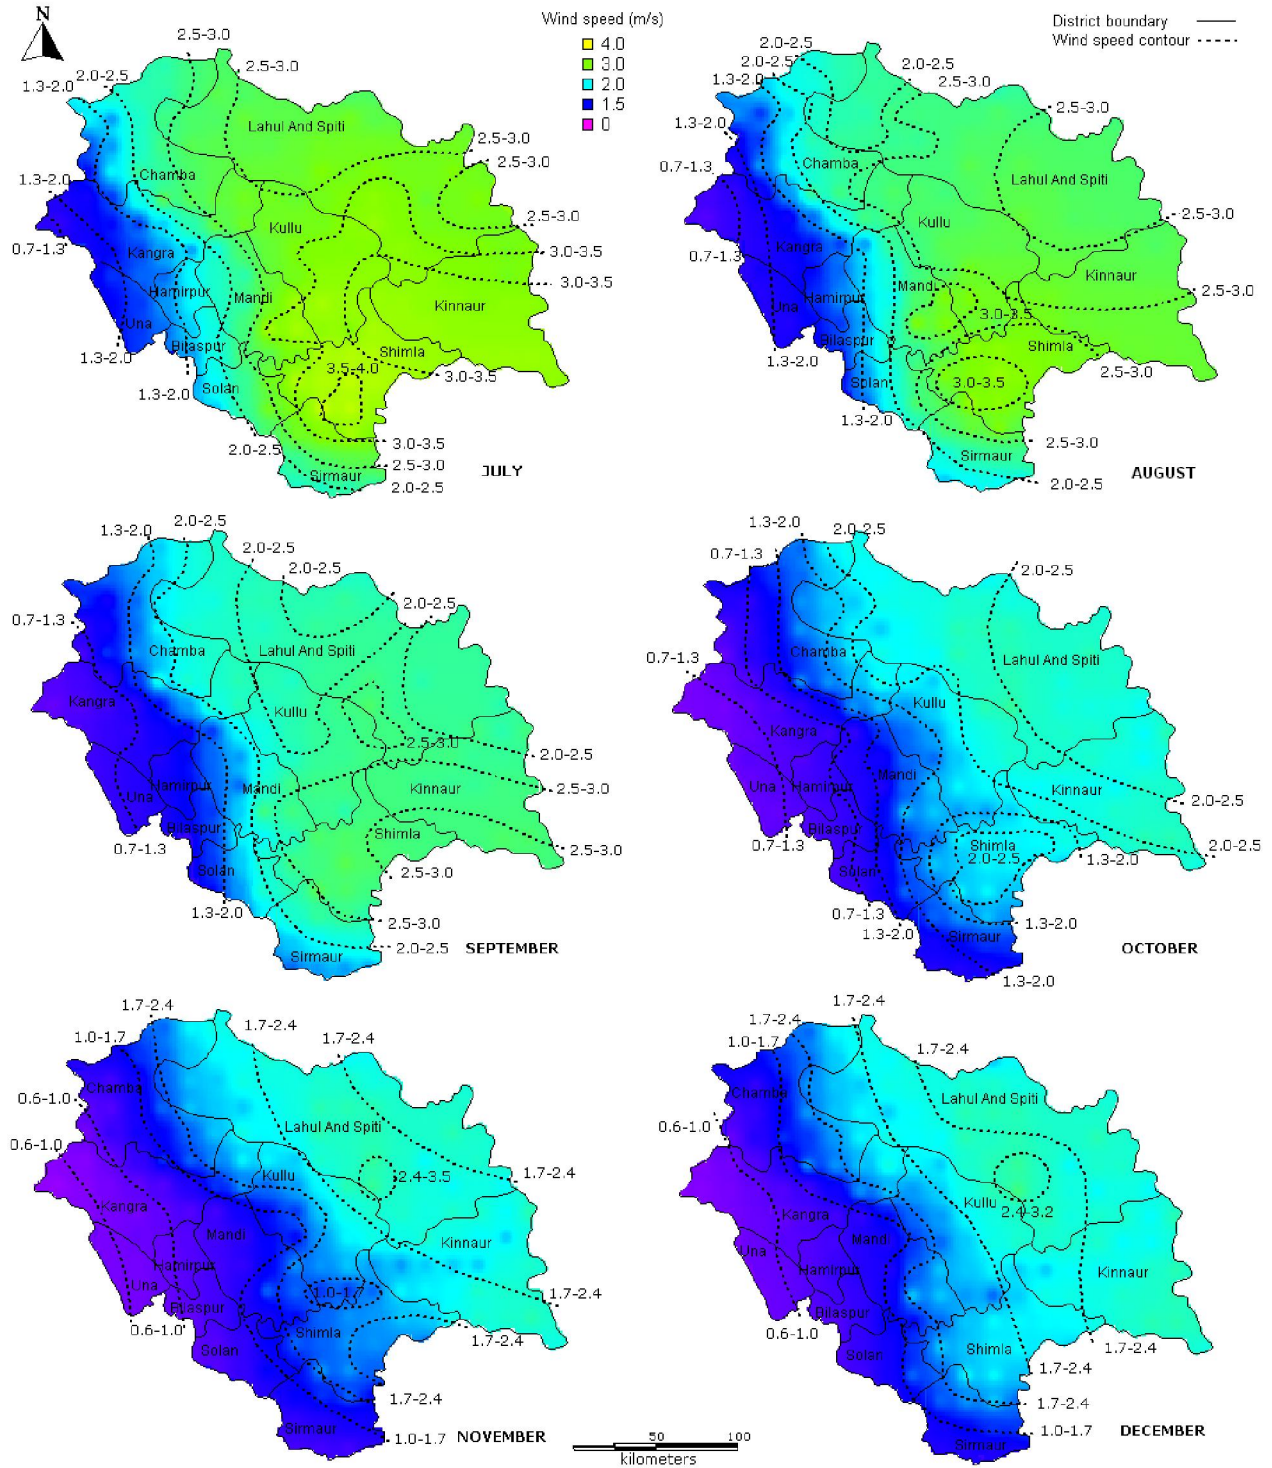 N
Wind speed (m/s)
4.0
3.0
2.0
1.5
0
District boundary
Wind speed contour
2.5-3.0
2.5-3.0
2.0-2.5
1.3-2.0
Lahul And Spiti
2.5-3.0
2.5-3.0
Chamba
1.3-2.0
2.5-3.0
Kullu
0.7-1.3
Kangra
3.0-3.5
3.0-3.5
Hamirpur
Mandi
Kinnaur
Una
Bilaspur
Shimla
1.3-2.0
3.5-4.0
3.0-3.5
Solan
1.3-2.0
2.0-2.5
3.0-3.5
2.5-3.0
Sirmaur
2.0-2.5
JULY
2.0-2.5
2.0-2.5
2.0-2.5
1.3-2.0
2.5-3.0
2.5-3.0
1.3-2.0
Chamba
0.7-1.3
Lahul And Spiti
2.5-3.0
Kullu
Kangra
0.7-1.3
Kinnaur
Mandi
2.5-3.0
Hamirpur
Una
3.0-3.5
Bilaspur
Shimla
1.3-2.0
2.5-3.0
Solan
3.0-3.5
1.3-2.0
2.5-3.0
Sirmaur
2.0-2.5
AUGUST
2.0-2.5
1.3-2.0
2.0-2.5
2.0-2.5
2.0-2.5
0.7-1.3
Chamba
Lahul And Spiti
Kangra
Kullu
2.5-3.0
2.0-2.5
Hamirpur
Mandi
Kinnaur
2.5-3.0
Una
Bilaspur
Shimla
0.7-1.3
2.5-3.0
Solan
2.5-3.0
1.3-2.0
2.5-3.0
2.0-2.5
Sirmaur
SEPTEMBER
1.3-2.0
2.0-2.5
0.7-1.3
2.0-2.5
Chamba
0.7-1.3
Lahul And Spiti
Kullu
Kangra
Mandi
Una
Hamirpur
Kinnaur
2.0-2.5
Bilaspur
0.7-1.3
Shimla
2.0-2.5
1.3-2.0
2.0-2.5
Solan
0.7-1.3
1.3-2.0
1.3-2.0
Sirmaur
1.3-2.0
OCTOBER
1.7-2.4
1.7-2.4
1.7-2.4
1.0-1.7
Chamba
0.6-1.0
Lahul And Spiti
0.6-1.0
Kullu
2.4-3.5
1.7-2.4
Kangra
Mandi
Kinnaur
Hamirpur
Una
1.0-1.7
1.7-2.4
Bilaspur
0.6-1.0
Shimla
1.7-2.4
Solan
1.7-2.4
Sirmaur
1.0-1.7
NOVEMBER
1.7-2.4
1.7-2.4
1.0-1.7
1.7-2.4
Chamba
Lahul And Spiti
0.6-1.0
Kullu
2.4-3.2
Kangra
Mandi
Una
Hamirpur
Kinnaur
Bilaspur
0.6-1.0
Shimla
1.7-2.4
Solan
1.7-2.4
1.7-2.4
1.0-1.7
Sirmaur
DECEMBER
50 100
kilometers